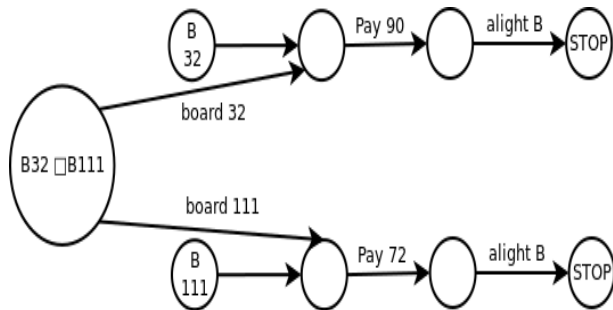 B
32
Pay 90
alight B
STOP
board 32
B32 □B111
board 111
B
111
Pay 72
alight B
STOP